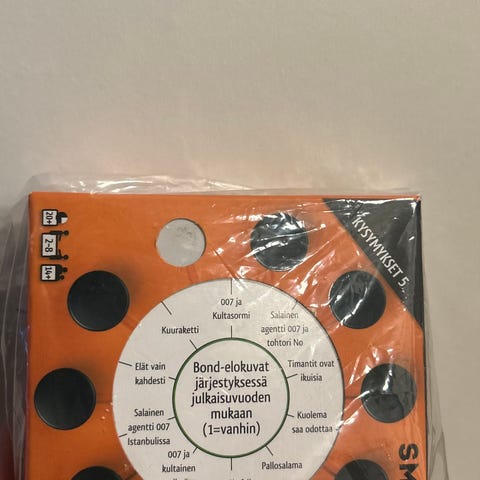 20+
2-8
14+
KYSYMYKSET 5
007 ja
Kultasormi
Salainen
agentti 007 ja
tohtori No
Timantit ovat
ikuisia
Kuolema
saa odottaa
Pallosalama
007 ja
kultainen
Salainen
agentti 007
Istanbulissa
Elät vain
kahdesti
Kuuraketti
Bond-elokuvat
järjestyksessä
julkaisuvuoden
mukaan
(1=vanhin)
SM